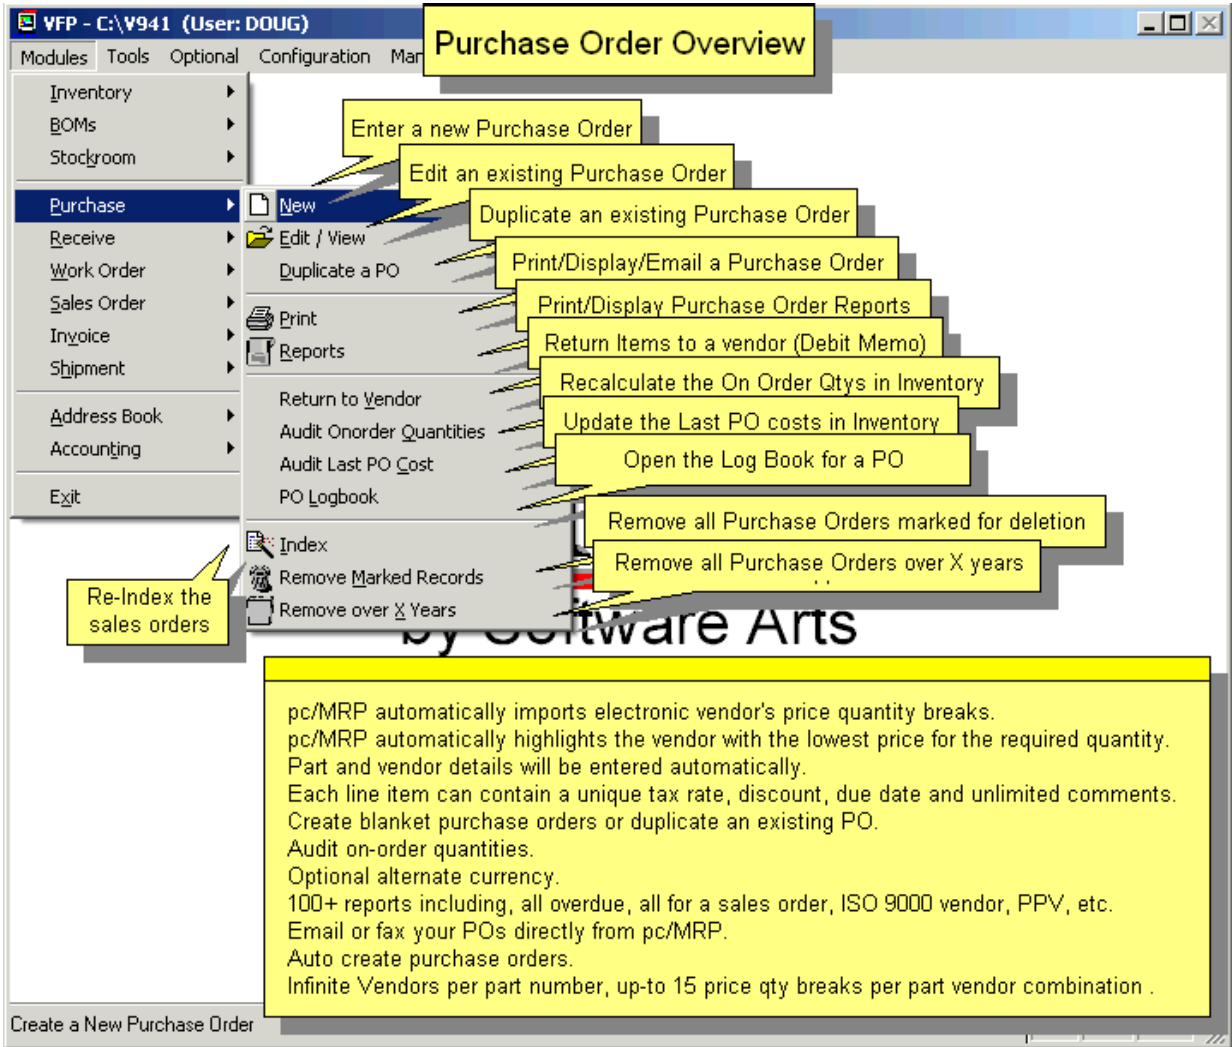 VFP - C:\V941 (User: DOUG)
Purchase Order Overview
Modules Tools Optional Configuration
Inventory
BOMs
Stockroom
Purchase
Receive
Work Order
Sales Order
Invoice
Shipment
Address Book
Accounting
Exit
New
Edit / View
Duplicate a PO
Print
Reports
Return to Vendor
Audit Onorder Quantities
Audit Last PO Cost
PO Logbook
Index
Remove Marked Records
Remove over X Years
Enter a new Purchase Order
Edit an existing Purchase Order
Duplicate an existing Purchase Order
Print/Display/Email a Purchase Order
Print/Display Purchase Order Reports
Return Items to a vendor (Debit Memo)
Recalculate the On Order Qtys in Inventory
Update the Last PO costs in Inventory
Open the Log Book for a PO
Remove all Purchase Orders marked for deletion
Remove all Purchase Orders over X years
Re-Index the
sales orders
by Software Arts
pc/MRP automatically imports electronic vendor's price quantity breaks.
pc/MRP automatically highlights the vendor with the lowest price for the required quantity.
Part and vendor details will be entered automatically.
Each line item can contain a unique tax rate, discount, due date and unlimited comments.
Create blanket purchase orders or duplicate an existing PO.
Audit on-order quantities.
Optional alternate currency.
100+ reports including, all overdue, all for a sales order, ISO 9000 vendor, PPV, etc.
Email or fax your POs directly from pc/MRP.
Auto create purchase orders.
Infinite Vendors per part number, up-to 15 price qty breaks per part vendor combination .
Create a New Purchase Order